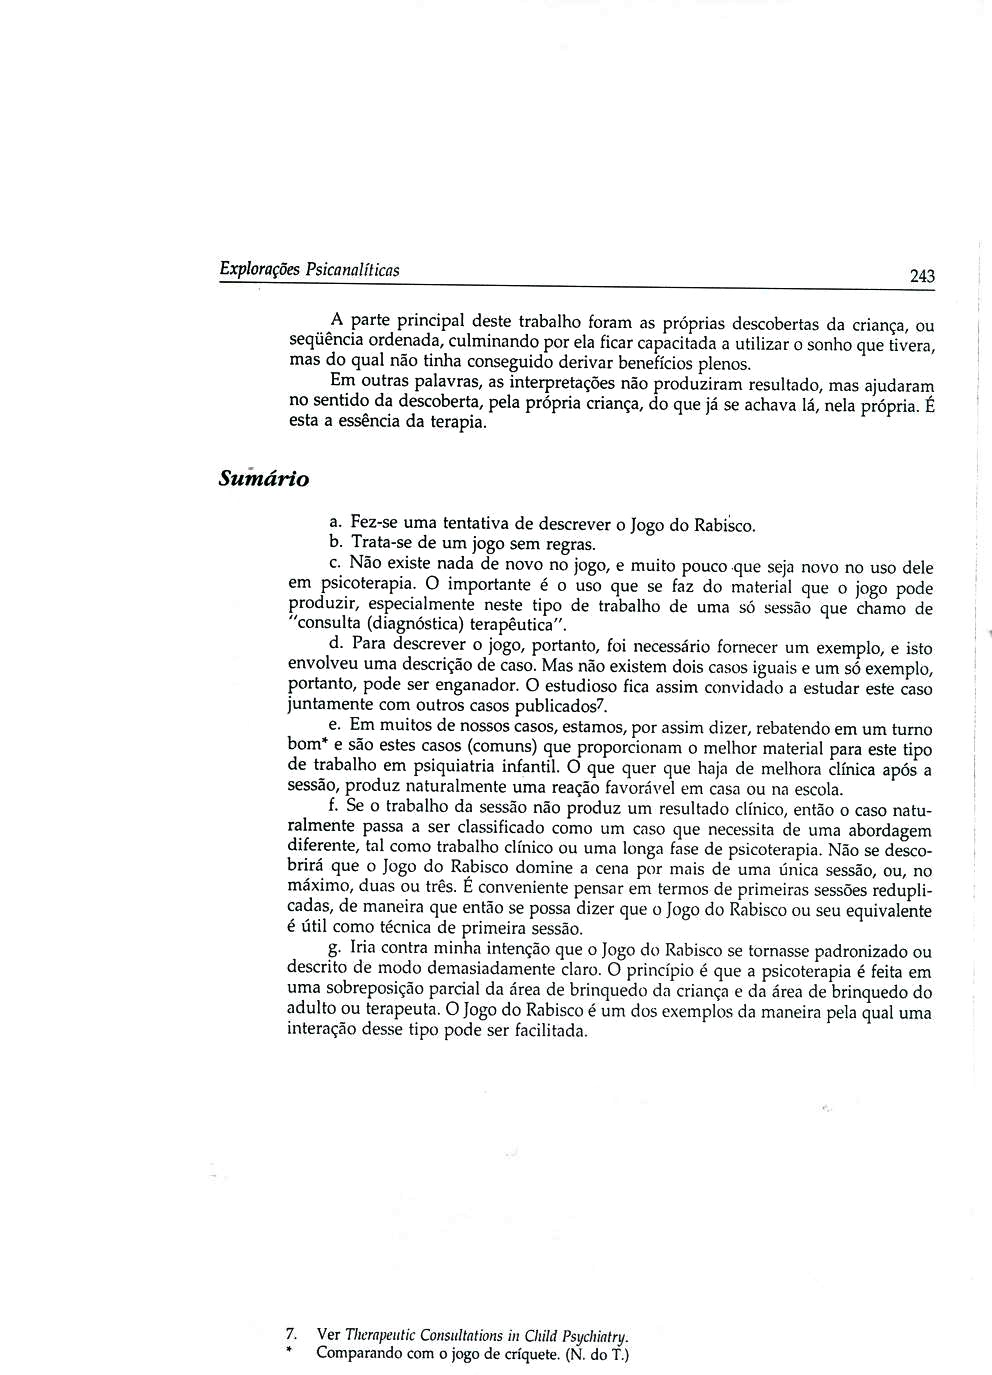 Explorações Psicanalíticas
243
A parte principal deste trabalho foram as próprias descobertas da criança, ou
seqüência ordenada, culminando por ela ficar capacitada a utilizar o sonho que tivera,
mas do qual não tinha conseguido derivar benefícios plenos.
Em outras palavras, as interpretações não produziram resultado, mas ajudaram
no sentido da descoberta, pela própria criança, do que já se achava lá, nela própria. É
esta a essência da terapia.
Sumário
a. Fez-se uma tentativa de descrever o Jogo do Rabisco.
b. Trata-se de um jogo sem regras.
c. Não existe nada de novo no jogo, e muito pouco que seja novo no uso dele
em psicoterapia. O importante é o uso que se faz do material que o jogo pode
produzir, especialmente neste tipo de trabalho de uma só sessão que chamo de
"consulta (diagnóstica) terapêutica".
d. Para descrever o jogo, portanto, foi necessário fornecer um exemplo, e isto
envolveu uma descrição de caso. Mas não existem dois casos iguais e um só exemplo,
portanto, pode ser enganador. O estudioso fica assim convidado a estudar este caso
juntamente com outros casos publicados7.
e. Em muitos de nossos casos, estamos, por assim dizer, rebatendo em um turno
bom* e são estes casos (comuns) que proporcionam o melhor material para este tipo
de trabalho em psiquiatria infantil. O que quer que haja de melhora clínica após a
sessão, produz naturalmente uma reação favorável em casa ou na escola.
f. Se o trabalho da sessão não produz um resultado clínico, então o caso natu-
ralmente passa a ser classificado como um caso que necessita de uma abordagem
diferente, tal como trabalho clínico ou uma longa fase de psicoterapia. Não se desco-
brirá que o Jogo do Rabisco domine a cena por mais de uma única sessão, ou, no
máximo, duas ou três. É conveniente pensar em termos de primeiras sessões redupli-
cadas, de maneira que então se possa dizer que o Jogo do Rabisco ou seu equivalente
é útil como técnica de primeira sessão.
g. Iria contra minha intenção que o Jogo do Rabisco se tornasse padronizado ou
descrito de modo demasiadamente claro. O princípio é que a psicoterapia é feita em
uma sobreposição parcial da área de brinquedo da criança e da área de brinquedo do
adulto ou terapeuta. O Jogo do Rabisco é um dos exemplos da maneira pela qual uma
interação desse tipo pode ser facilitada.
7. Ver Therapeutic Consultations in Child Psychiatry.
* Comparando com o jogo de críquete. (N. do T.)